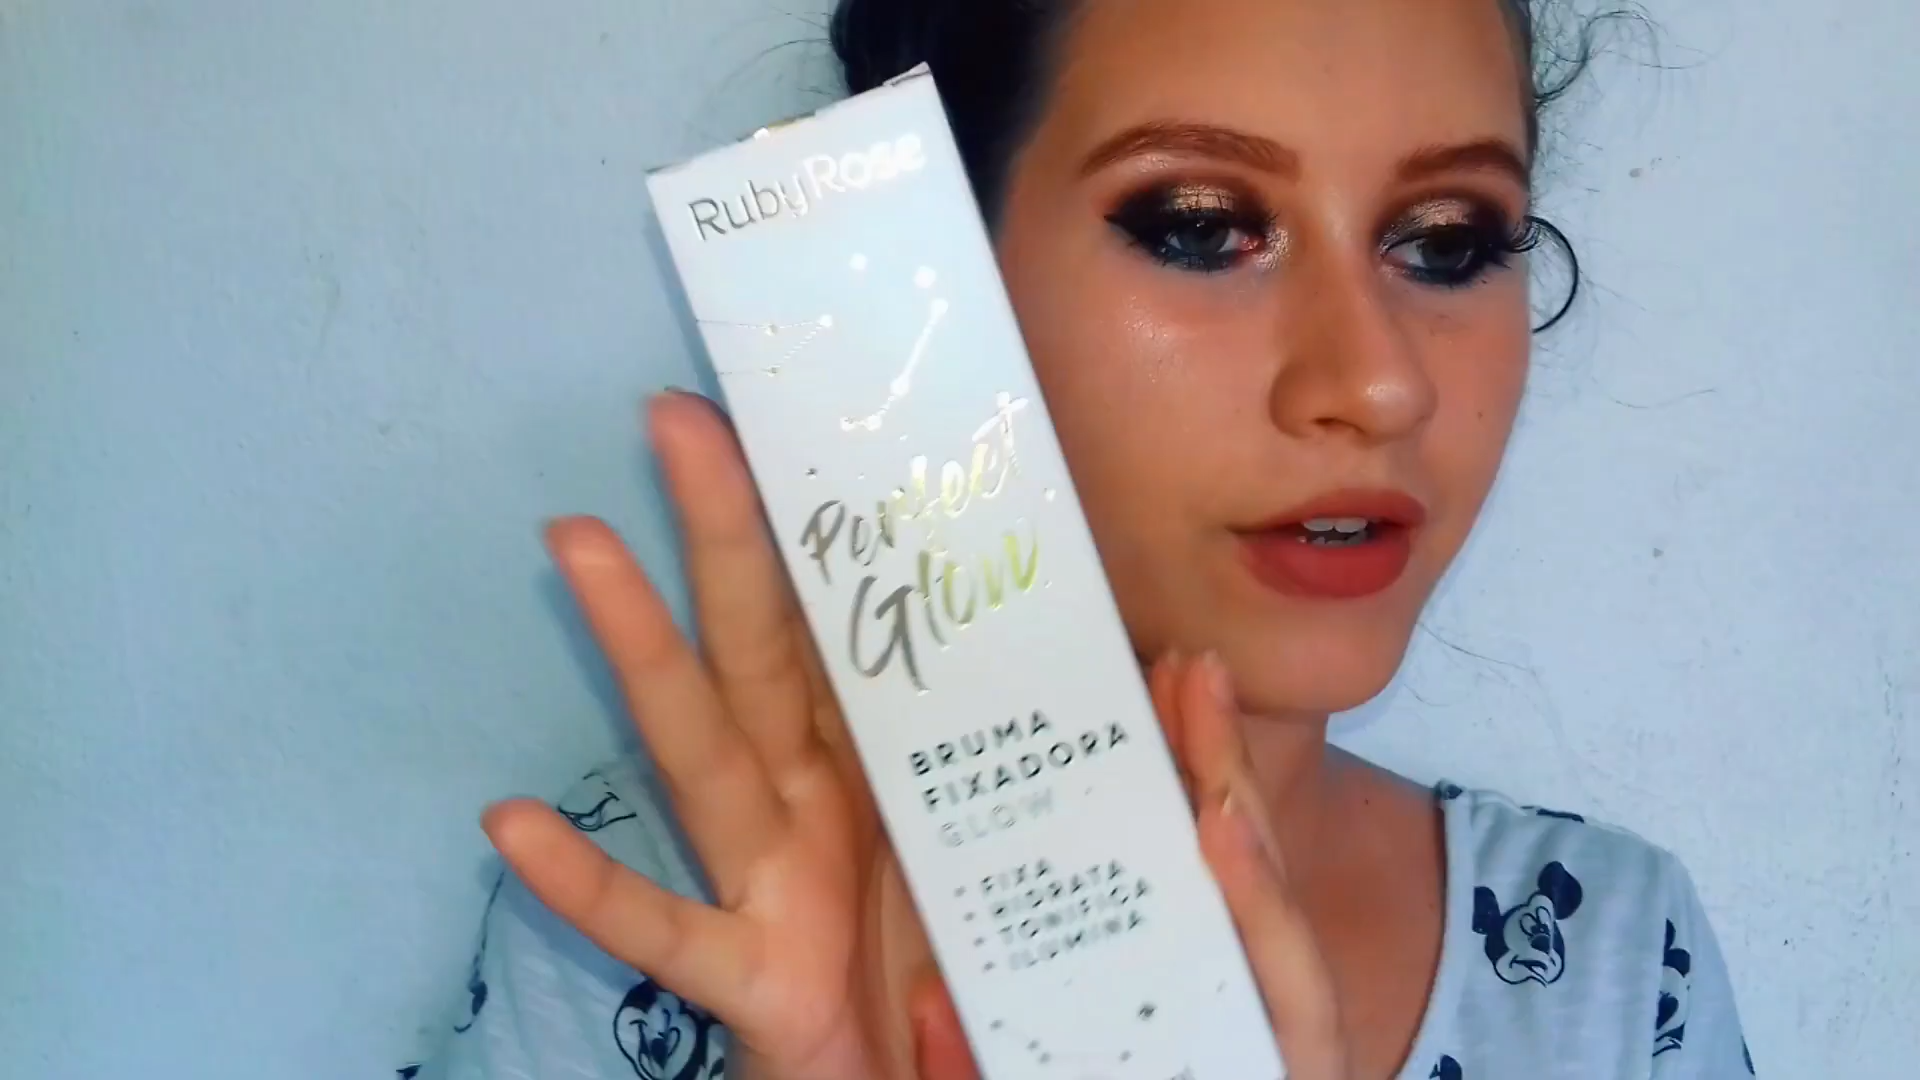 RubyRose
Perfect
Glow
BRUMA
FIXADORA
GLOW
- FIXA
- HIDRATA
- TONIFICA
- ILUMINA